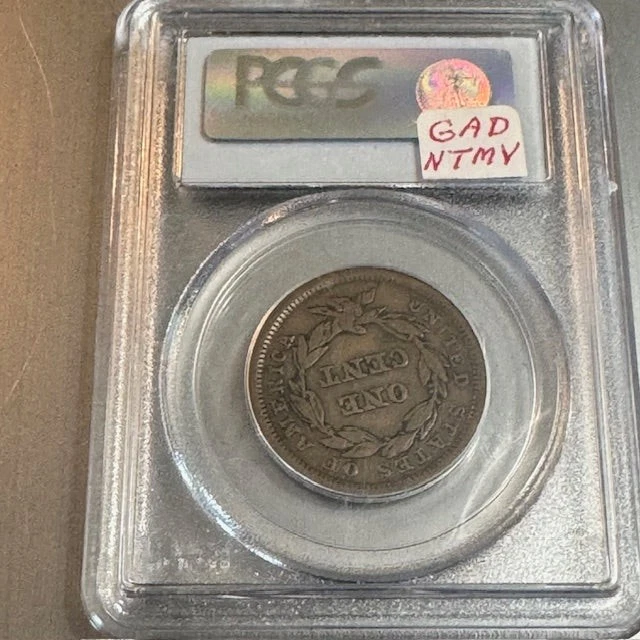 PCGS
GAD
NTMV
UNITED STATES OF AMERICA
ONE
CENT